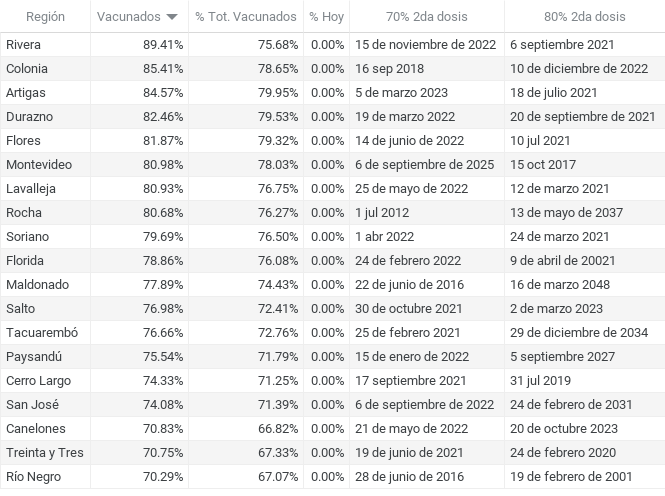 Región Vacunados % Tot. Vacunados % Hoy 70% 2da dosis 80% 2da dosis
Rivera 89.41% 75.68% 0.00% 15 de noviembre de 2022 6 septiembre 2021
Colonia 85.41% 78.65% 0.00% 16 sep 2018 10 de diciembre de 2022
Artigas 84.57% 79.95% 0.00% 5 de marzo 2023 18 de julio 2021
Durazno 82.46% 79.53% 0.00% 19 de marzo 2022 20 de septiembre de 2021
Flores 81.87% 79.32% 0.00% 14 de junio de 2022 10 jul 2021
Montevideo 80.98% 78.03% 0.00% 6 de septiembre de 2025 15 oct 2017
Lavalleja 80.93% 76.75% 0.00% 25 de mayo de 2022 12 de marzo 2021
Rocha 80.68% 76.27% 0.00% 1 jul 2012 13 de mayo de 2037
Soriano 79.69% 76.50% 0.00% 1 abr 2022 24 de marzo 2021
Florida 78.86% 76.08% 0.00% 24 de febrero 2022 9 de abril de 20021
Maldonado 77.89% 74.43% 0.00% 22 de junio de 2016 16 de marzo 2048
Salto 76.98% 72.41% 0.00% 30 de octubre 2021 2 de marzo 2023
Tacuarembó 76.66% 72.76% 0.00% 25 de febrero 2021 29 de diciembre de 2034
Paysandú 75.54% 71.79% 0.00% 15 de enero de 2022 5 septiembre 2027
Cerro Largo 74.33% 71.25% 0.00% 17 septiembre 2021 31 jul 2019
San José 74.08% 71.39% 0.00% 6 de septiembre de 2022 24 de febrero de 2031
Canelones 70.83% 66.82% 0.00% 21 de mayo de 2022 20 de octubre 2023
Treinta y Tres 70.75% 67.33% 0.00% 19 de junio de 2021 24 de febrero 2020
Río Negro 70.29% 67.07% 0.00% 28 de junio de 2016 19 de febrero de 2001